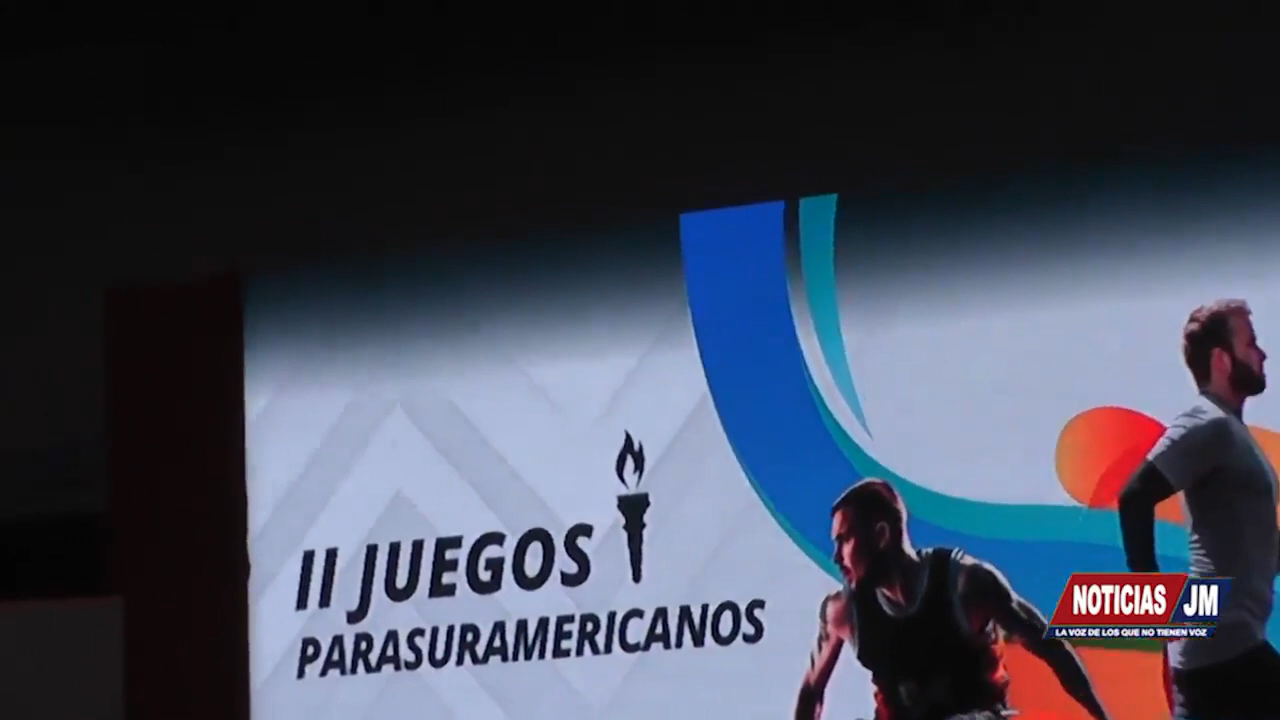 II JUEGOS
PARASURAMERICANOS
NOTICIAS JM
LA VOZ DE LOS QUE NO TIENEN VOZ